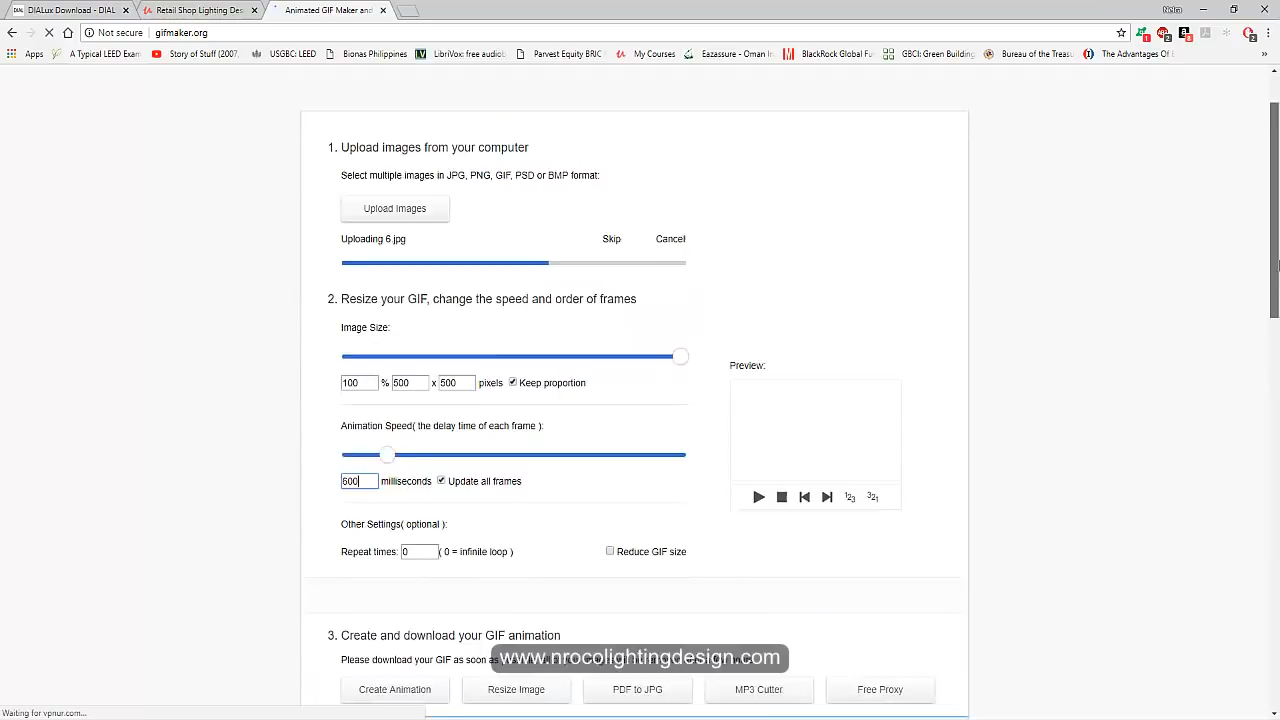 DIALux Download - DIAL
Retail Shop Lighting Des
Animated GIF Maker and
Not secure
gifmaker.org
Apps
A Typical LEED Exam
Story of Stuff (2007,
USGBC: LEED
Bionas Philippines
LibriVox: free audiob
Parvest Equity BRIC
My Courses
Eazassure - Oman In
BlackRock Global Fu
GBCI: Green Building
Bureau of the Treasu
The Advantages Of E
1. Upload images from your computer
Select multiple images in JPG, PNG, GIF, PSD or BMP format:
Upload Images
Uploading 6.jpg
Skip
Cancel
2. Resize your GIF, change the speed and order of frames
Image Size:
100 % 500 x 500 pixels Keep proportion
Preview:
Animation Speed( the delay time of each frame ):
600 milliseconds Update all frames
Other Settings( optional ):
Repeat times: 0 ( 0 = infinite loop )
Reduce GIF size
3. Create and download your GIF animation
Please download your GIF as soon as
www.nrocolightingdesign.com
Create Animation
Resize Image
PDF to JPG
MP3 Cutter
Free Proxy
Waiting for vpnur.com...